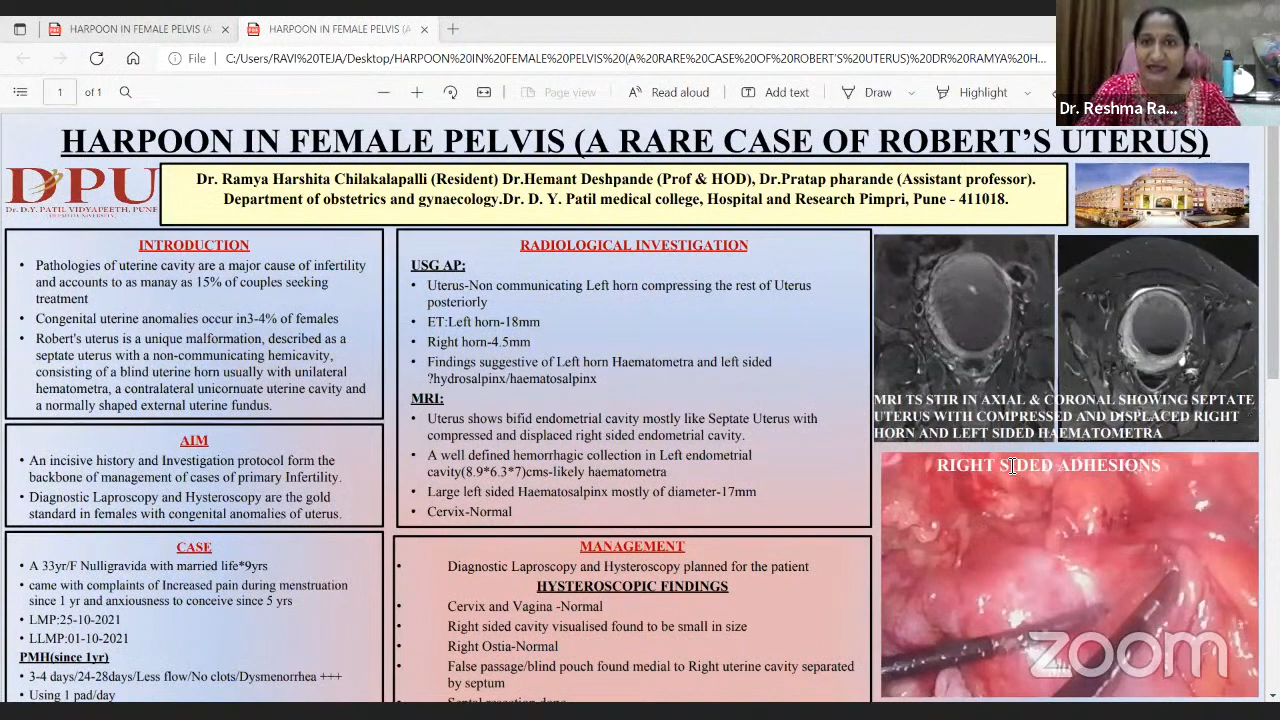 HARPOON IN FEMALE PELVIS (A
HARPOON IN FEMALE PELVIS (A
File
C:/Users/RAVI%20TEJA/Desktop/HARPOON%20IN%20FEMALE%20PELVIS%20(A%20RARE%20CASE%20OF%20ROBERT'S%20UTERUS)%20DR%20RAMYA%20H...
1 of 1
Page view
Read aloud
Add text
Draw
Highlight
Dr. Reshma Ra...
HARPOON IN FEMALE PELVIS (A RARE CASE OF ROBERT'S UTERUS)
DPU
Dr. D.Y. PATIL VIDYAPEETH, PUNE
Dr. Ramya Harshita Chilakalapalli (Resident) Dr.Hemant Deshpande (Prof & HOD), Dr.Pratap pharande (Assistant professor).
Department of obstetrics and gynaecology.Dr. D. Y. Patil medical college, Hospital and Research Pimpri, Pune - 411018.
INTRODUCTION
• Pathologies of uterine cavity are a major cause of infertility
and accounts to as manay as 15% of couples seeking
treatment
• Congenital uterine anomalies occur in3-4% of females
• Robert's uterus is a unique malformation, described as a
septate uterus with a non-communicating hemicavity,
consisting of a blind uterine horn usually with unilateral
hematometra, a contralateral unicornuate uterine cavity and
a normally shaped external uterine fundus.
AIM
• An incisive history and Investigation protocol form the
backbone of management of cases of primary Infertility.
• Diagnostic Laproscopy and Hysteroscopy are the gold
standard in females with congenital anomalies of uterus.
CASE
• A 33yr/F Nulligravida with married life*9yrs
• came with complaints of Increased pain during menstruation
since 1 yr and anxiousness to conceive since 5 yrs
• LMP:25-10-2021
• LLMP:01-10-2021
PMH(since 1yr)
• 3-4 days/24-28days/Less flow/No clots/Dysmenorrhea +++
• Using 1 pad/day
RADIOLOGICAL INVESTIGATION
USG AP:
• Uterus-Non communicating Left horn compressing the rest of Uterus
posteriorly
• ET:Left horn-18mm
• Right horn-4.5mm
• Findings suggestive of Left horn Haematometra and left sided
?hydrosalpinx/haematosalpinx
MRI:
• Uterus shows bifid endometrial cavity mostly like Septate Uterus with
compressed and displaced right sided endometrial cavity.
• A well defined hemorrhagic collection in Left endometrial
cavity(8.9*6.3*7)cms-likely haematometra
• Large left sided Haematosalpinx mostly of diameter-17mm
• Cervix-Normal
MANAGEMENT
• Diagnostic Laproscopy and Hysteroscopy planned for the patient
HYSTEROSCOPIC FINDINGS
• Cervix and Vagina -Normal
• Right sided cavity visualised found to be small in size
• Right Ostia-Normal
• False passage/blind pouch found medial to Right uterine cavity separated
by septum
MRI TS STIR IN AXIAL & CORONAL SHOWING SEPTATE
UTERUS WITH COMPRESSED AND DISPLACED RIGHT
HORN AND LEFT SIDED HAEMATOMETRA
RIGHT SIDED ADHESIONS
zoom